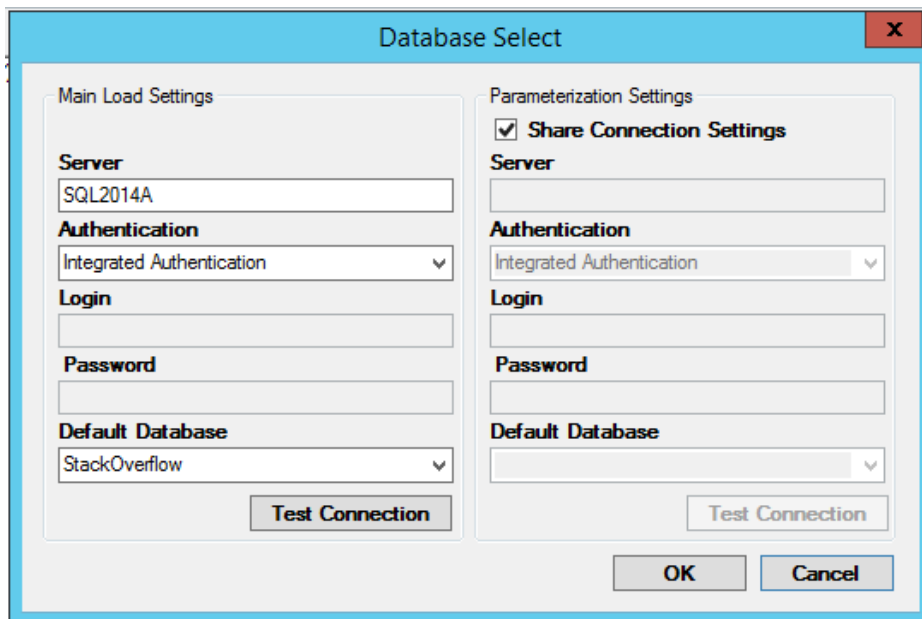 Database Select
x
Main Load Settings
Server
SQL2014A
Authentication
Integrated Authentication
Login
Password
Default Database
StackOverflow
Test Connection
Parameterization Settings
Share Connection Settings
Server
Authentication
Integrated Authentication
Login
Password
Default Database
Test Connection
OK
Cancel